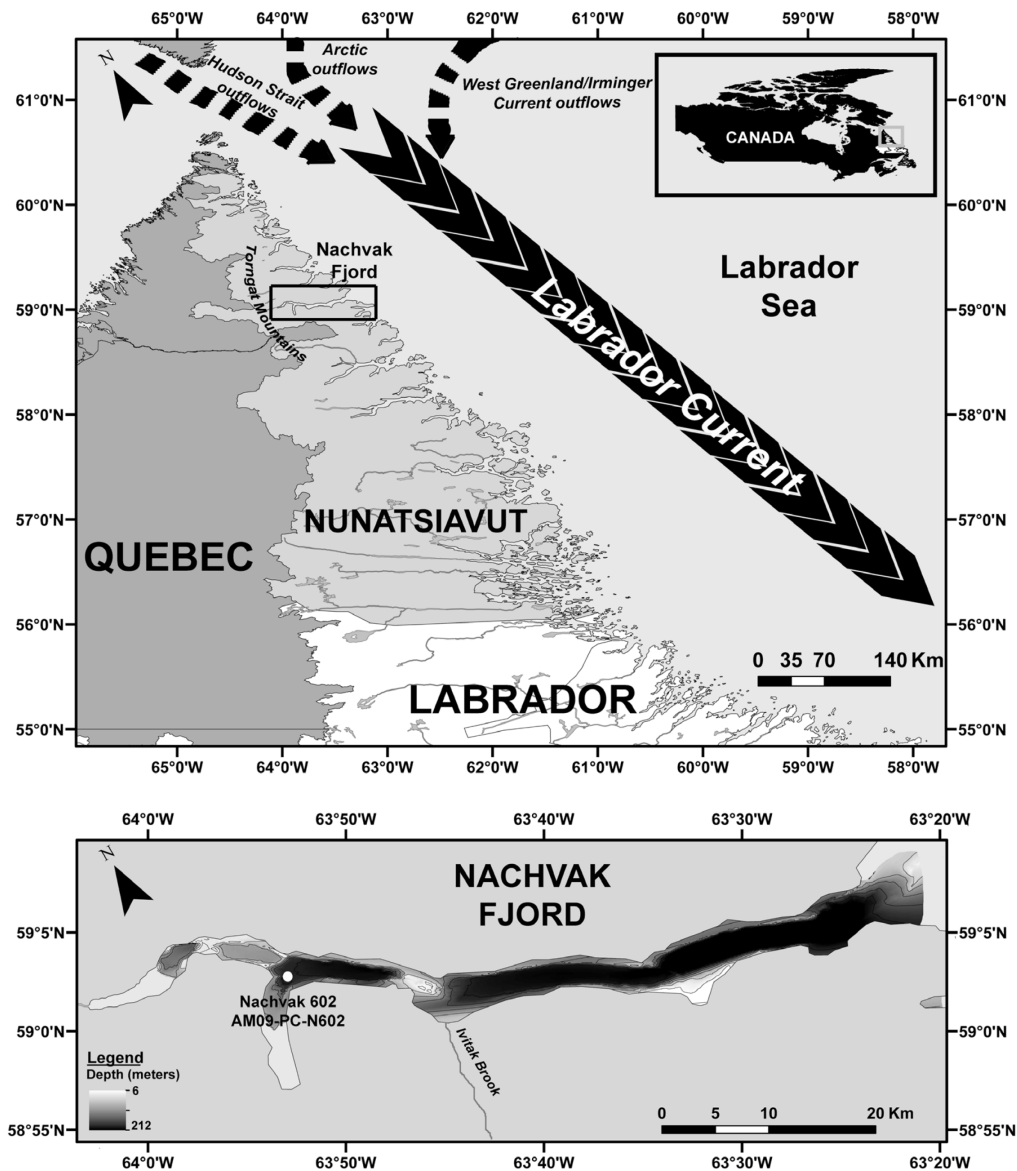 65°0'W 64°0'W 63°0'W 62°0'W 61°0'W 60°0'W 59°0'W 58°0'W
N
Arctic
outflows
Hudson Strait
outflows
West Greenland/Irminger
Current outflows
CANADA
61°0'N 61°0'N
60°0'N 60°0'N
Nachvak
Fjord
Torngat Mountains
Labrador
Sea
59°0'N 59°0'N
Labrador Current
58°0'N 58°0'N
57°0'N 57°0'N
NUNATSIAVUT
QUEBEC
56°0'N 56°0'N
0 35 70 140 Km
LABRADOR
55°0'N 55°0'N
65°0'W 64°0'W 63°0'W 62°0'W 61°0'W 60°0'W 59°0'W 58°0'W
64°0'W 63°50'W 63°40'W 63°30'W 63°20'W
N
NACHVAK
FJORD
59°5'N 59°5'N
Nachvak 602
AM09-PC-N602
59°0'N 59°0'N
Ivitak Brook
Legend
Depth (meters)
6
212
0 5 10 20 Km
58°55'N 58°55'N
64°0'W 63°50'W 63°40'W 63°30'W 63°20'W